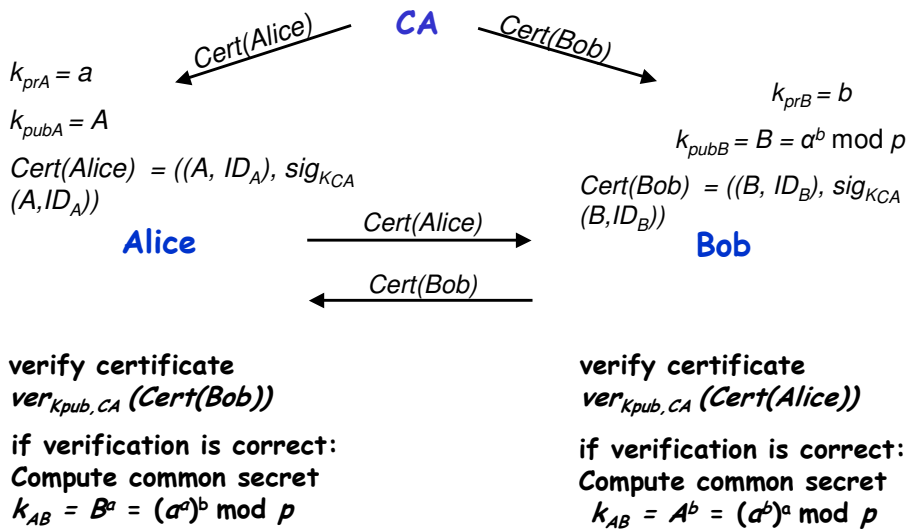 CA
Cert(Alice)
Cert(Bob)
k_prA = a
k_pubA = A
Cert(Alice) = ((A, ID_A), sig_KCA
(A,ID_A))
Alice
k_prB = b
k_pubB = B = α^b mod p
Cert(Bob) = ((B, ID_B), sig_KCA
(B,ID_B))
Bob
Cert(Alice)
Cert(Bob)
verify certificate
ver_Kpub,CA (Cert(Bob))
if verification is correct:
Compute common secret
k_AB = B^a = (α^a)^b mod p
verify certificate
ver_Kpub,CA (Cert(Alice))
if verification is correct:
Compute common secret
k_AB = A^b = (α^b)^a mod p